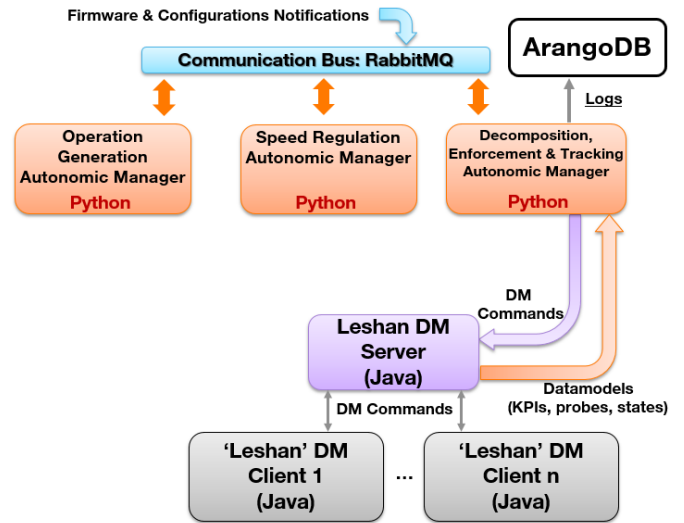 Firmware & Configurations Notifications
Communication Bus: RabbitMQ
ArangoDB
Logs
Operation
Generation
Autonomic Manager
Python
Speed Regulation
Autonomic Manager
Python
Decomposition,
Enforcement & Tracking
Autonomic Manager
Python
DM
Commands
Leshan DM
Server
(Java)
Datamodels
(KPIs, probes, states)
DM Commands
‘Leshan’ DM
Client 1
(Java)
...
‘Leshan’ DM
Client n
(Java)